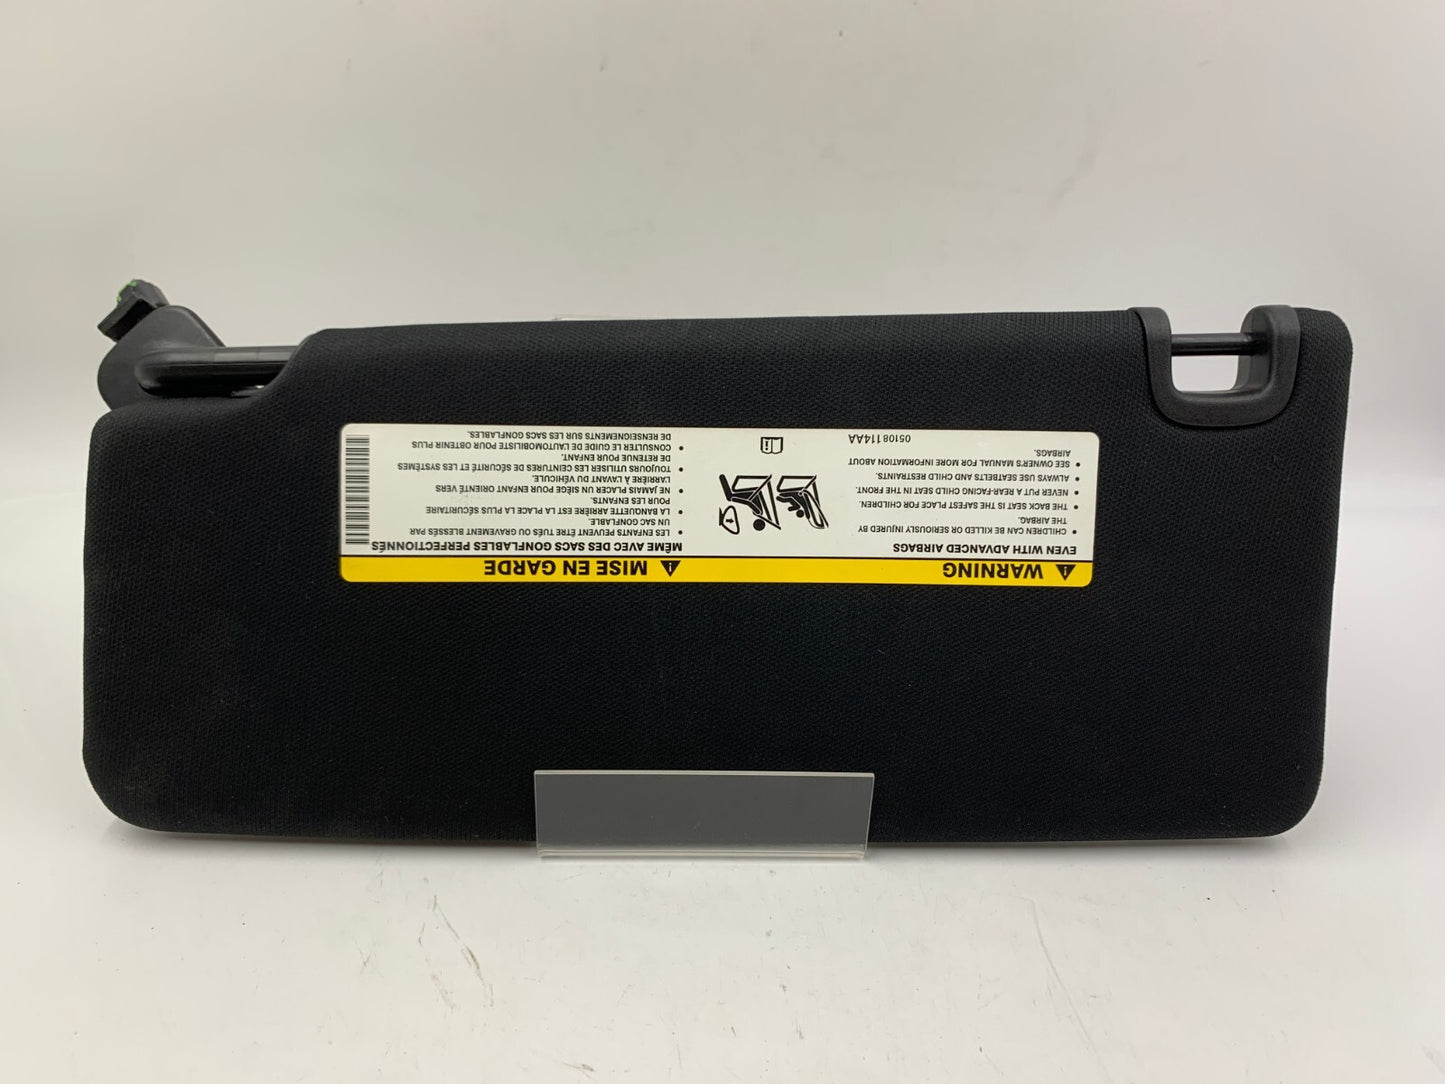 WARNING
EVEN WITH ADVANCED AIRBAGS
• CHILDREN CAN BE KILLED OR SERIOUSLY INJURED BY
THE AIRBAG.
• THE BACK SEAT IS THE SAFEST PLACE FOR CHILDREN.
• NEVER PUT A REAR-FACING CHILD SEAT IN THE FRONT.
• ALWAYS USE SEATBELTS AND CHILD RESTRAINTS.
• SEE OWNER'S MANUAL FOR MORE INFORMATION ABOUT
AIRBAGS.
05108114AA
MISE EN GARDE
MÊME AVEC DES SACS GONFLABLES PERFECTIONNÉS
• LES ENFANTS PEUVENT ÊTRE TUÉS OU GRAVEMENT BLESSÉS PAR
UN SAC GONFLABLE.
• LA BANQUETTE ARRIÈRE EST LA PLACE LA PLUS SÉCURITAIRE
POUR LES ENFANTS.
• NE JAMAIS PLACER UN SIÈGE POUR ENFANT ORIENTÉ VERS
L'ARRIÈRE À L'AVANT DU VÉHICULE.
• TOUJOURS UTILISER LES CEINTURES DE SÉCURITÉ ET LES SYSTÈMES
DE RETENUE POUR ENFANT.
• CONSULTER LE GUIDE DE L'AUTOMOBILISTE POUR OBTENIR PLUS
DE RENSEIGNEMENTS SUR LES SACS GONFLABLES.